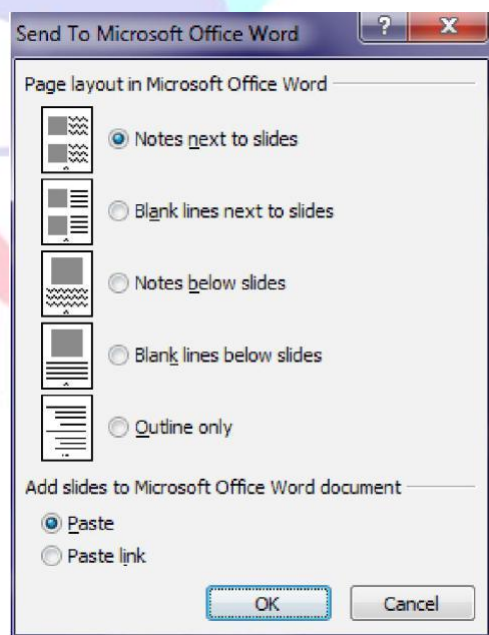 Send To Microsoft Office Word
?
X
Page layout in Microsoft Office Word
Notes next to slides
Blank lines next to slides
Notes below slides
Blank lines below slides
Outline only
Add slides to Microsoft Office Word document
Paste
Paste link
OK Cancel